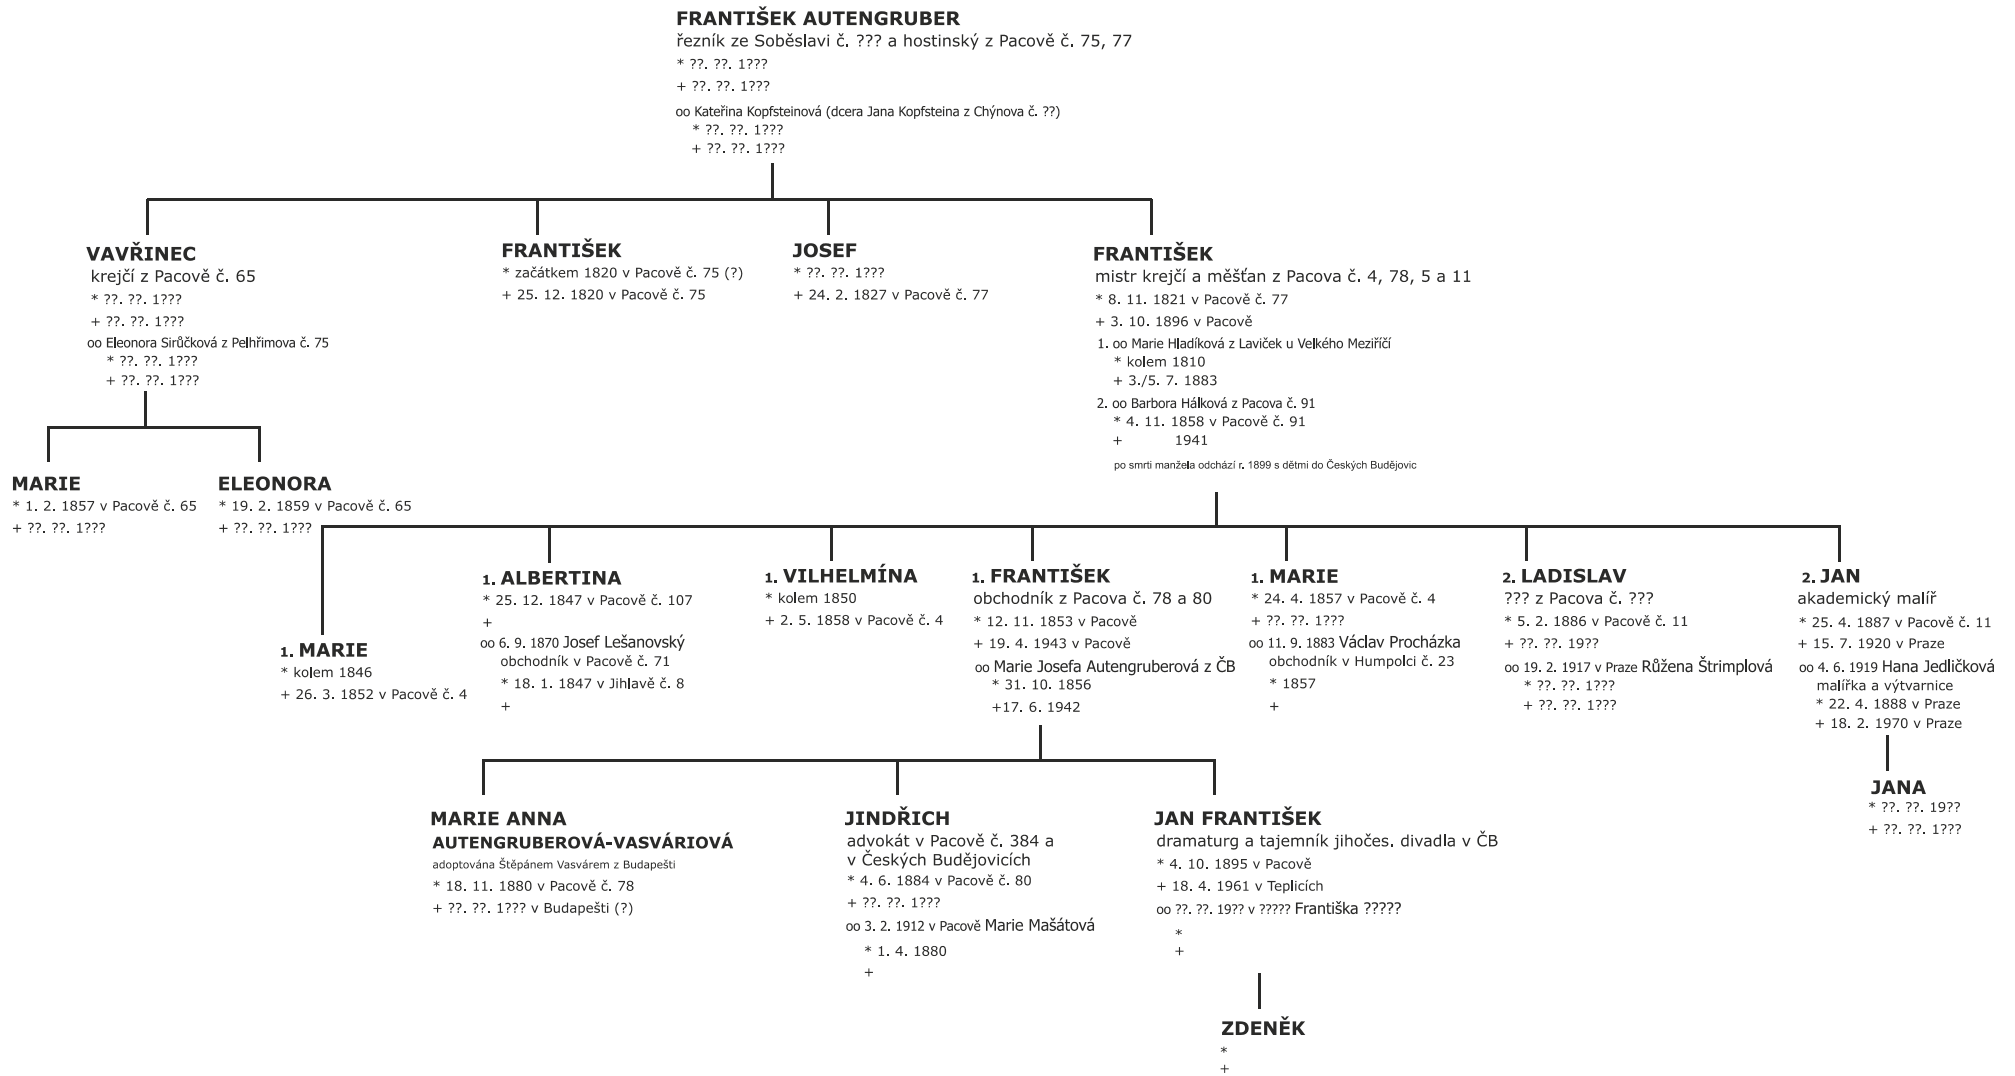 FRANTIŠEK AUTENGRUBER
řezník ze Soběslavi č. ??? a hostinský z Pacově č. 75, 77
* ??. ??. 1???
+ ??. ??. 1???
oo Kateřina Kopfsteinová (dcera Jana Kopfsteina z Chýnova č. ??)
* ??. ??. 1???
+ ??. ??. 1???
VAVŘINEC
krejčí z Pacově č. 65
* ??. ??. 1???
+ ??. ??. 1???
oo Eleonora Sirůčková z Pelhřimova č. 75
* ??. ??. 1???
+ ??. ??. 1???
FRANTIŠEK
* začátkem 1820 v Pacově č. 75 (?)
+ 25. 12. 1820 v Pacově č. 75
JOSEF
* ??. ??. 1???
+ 24. 2. 1827 v Pacově č. 77
FRANTIŠEK
mistr krejčí a měšťan z Pacova č. 4, 78, 5 a 11
* 8. 11. 1821 v Pacově č. 77
+ 3. 10. 1896 v Pacově
1. oo Marie Hladíková z Laviček u Velkého Meziříčí
* kolem 1810
+ 3./5. 7. 1883
2. oo Barbora Hálková z Pacova č. 91
* 4. 11. 1858 v Pacově č. 91
+ 1941
po smrti manžela odchází r. 1899 s dětmi do Českých Budějovic
MARIE
* 1. 2. 1857 v Pacově č. 65
+ ??. ??. 1???
ELEONORA
* 19. 2. 1859 v Pacově č. 65
+ ??. ??. 1???
1. MARIE
* kolem 1846
+ 26. 3. 1852 v Pacově č. 4
1. ALBERTINA
* 25. 12. 1847 v Pacově č. 107
+
oo 6. 9. 1870 Josef Lešanovský
obchodník v Pacově č. 71
* 18. 1. 1847 v Jihlavě č. 8
+
1. VILHELMÍNA
* kolem 1850
+ 2. 5. 1858 v Pacově č. 4
1. FRANTIŠEK
obchodník z Pacova č. 78 a 80
* 12. 11. 1853 v Pacově
+ 19. 4. 1943 v Pacově
oo Marie Josefa Autengruberová z ČB
* 31. 10. 1856
+17. 6. 1942
1. MARIE
* 24. 4. 1857 v Pacově č. 4
+ ??. ??. 1???
oo 11. 9. 1883 Václav Procházka
obchodník v Humpolci č. 23
* 1857
+
2. LADISLAV
??? z Pacova č. ???
* 5. 2. 1886 v Pacově č. 11
+ ??. ??. 19??
oo 19. 2. 1917 v Praze Růžena Štrimplová
* ??. ??. 1???
+ ??. ??. 1???
2. JAN
akademický malíř
* 25. 4. 1887 v Pacově č. 11
+ 15. 7. 1920 v Praze
oo 4. 6. 1919 Hana Jedličková
malířka a výtvarnice
* 22. 4. 1888 v Praze
+ 18. 2. 1970 v Praze
JANA
* ??. ??. 19??
+ ??. ??. 1???
MARIE ANNA
AUTENGRUBEROVÁ-VASVÁRIOVÁ
adoptována Štěpánem Vasvárem z Budapešti
* 18. 11. 1880 v Pacově č. 78
+ ??. ??. 1??? v Budapešti (?)
JINDŘICH
advokát v Pacově č. 384 a
v Českých Budějovicích
* 4. 6. 1884 v Pacově č. 80
+ ??. ??. 1???
oo 3. 2. 1912 v Pacově Marie Mašátová
* 1. 4. 1880
+
JAN FRANTIŠEK
dramaturg a tajemník jihočes. divadla v ČB
* 4. 10. 1895 v Pacově
+ 18. 4. 1961 v Teplicích
oo ??. ??. 19?? v ????? Františka ?????
*
+
ZDENĚK
*
+